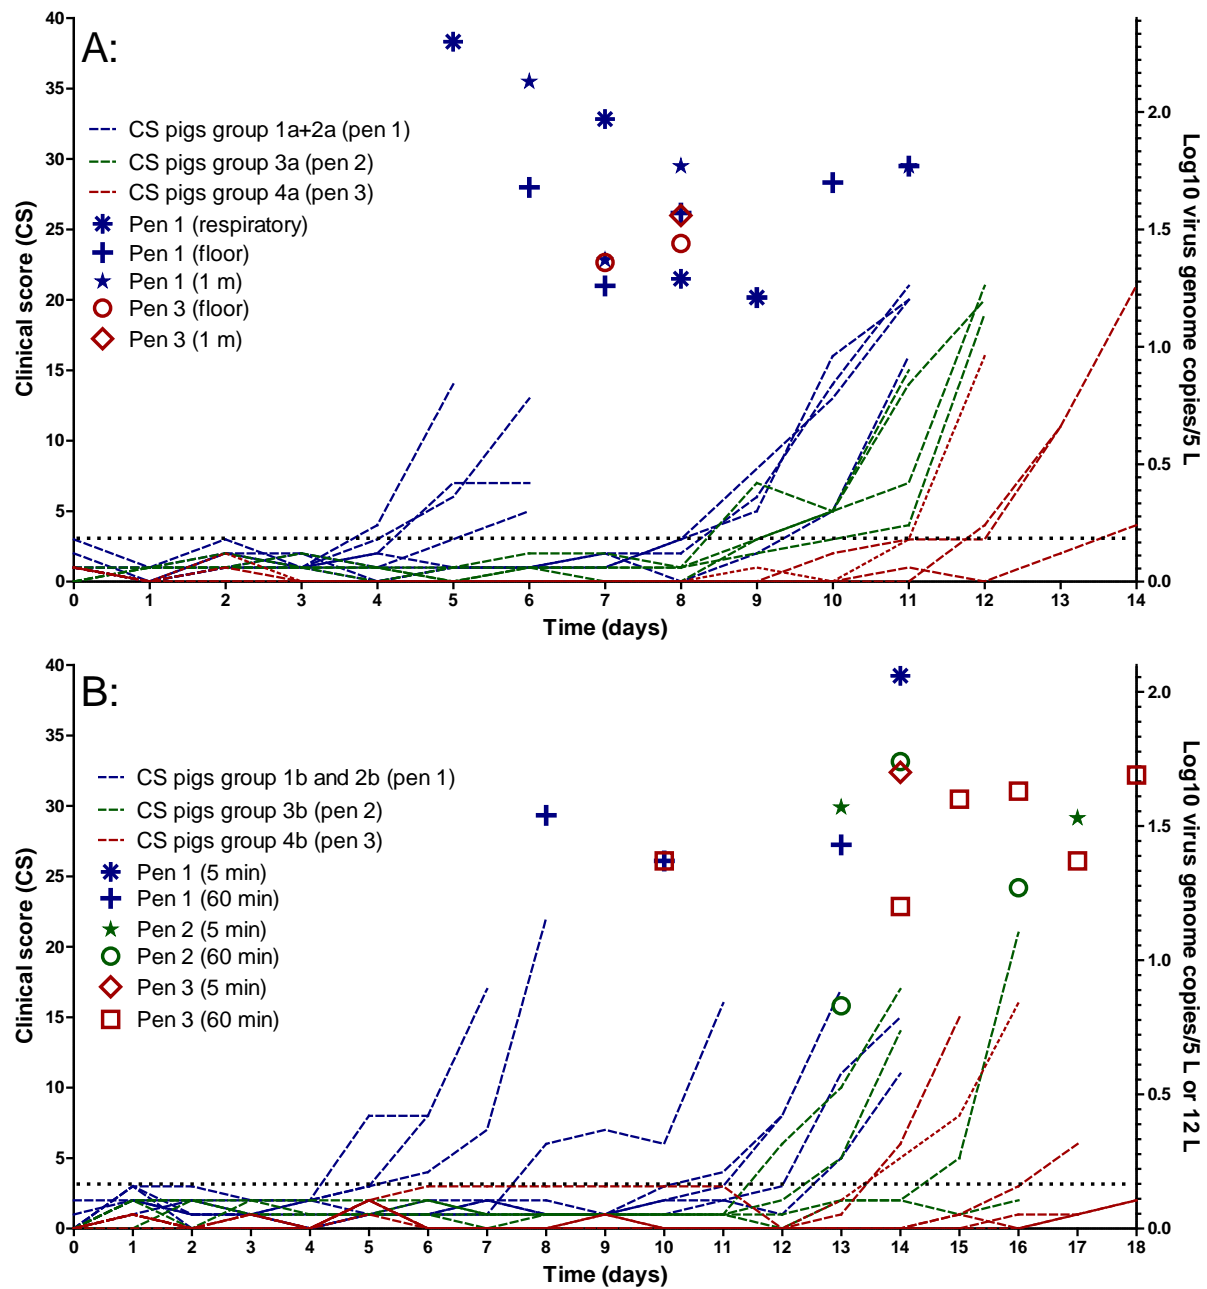 A:
40
35
30
25
20
15
10
5
0
Clinical score (CS)
CS pigs group 1a+2a (pen 1)
CS pigs group 3a (pen 2)
CS pigs group 4a (pen 3)
Pen 1 (respiratory)
Pen 1 (floor)
Pen 1 (1 m)
Pen 3 (floor)
Pen 3 (1 m)
2.0
1.5
1.0
0.5
0.0
Log10 virus genome copies/5 L
0 1 2 3 4 5 6 7 8 9 10 11 12 13 14
Time (days)
B:
40
35
30
25
20
15
10
5
0
Clinical score (CS)
CS pigs group 1b and 2b (pen 1)
CS pigs group 3b (pen 2)
CS pigs group 4b (pen 3)
Pen 1 (5 min)
Pen 1 (60 min)
Pen 2 (5 min)
Pen 2 (60 min)
Pen 3 (5 min)
Pen 3 (60 min)
2.0
1.5
1.0
0.5
0.0
Log10 virus genome copies/5 L or 12 L
0 1 2 3 4 5 6 7 8 9 10 11 12 13 14 15 16 17 18
Time (days)